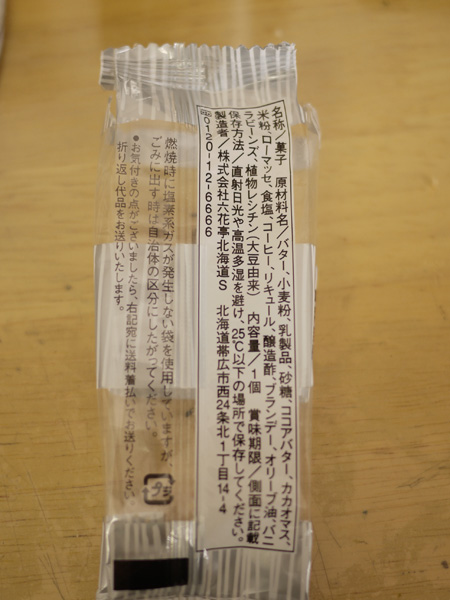 名称／菓子 原材料名／バター、小麦粉、乳製品、砂糖、ココアバター、カカオマス、
米粉、ローマッセ、食塩、コーヒー、リキュール、醸造酢、ブランデー、オリーブ油、バニ
ラビーンズ、植物レシチン(大豆由来) 内容量／1個 賞味期限／側面に記載
保存方法／直射日光や高温多湿を避け、25℃以下の場所で保存してください。
製造者／株式会社六花亭北海道S 北海道帯広市西24条北1丁目14-4
0120-12-6666
燃焼時に塩素系ガスが発生しない袋を使用していますが、
ごみに出す時は自治体の区分にしたがってください。
●お気付きの点がございましたら、右記宛に送料着払いでお送りください。
折り返し代品をお送りいたします。
プラ